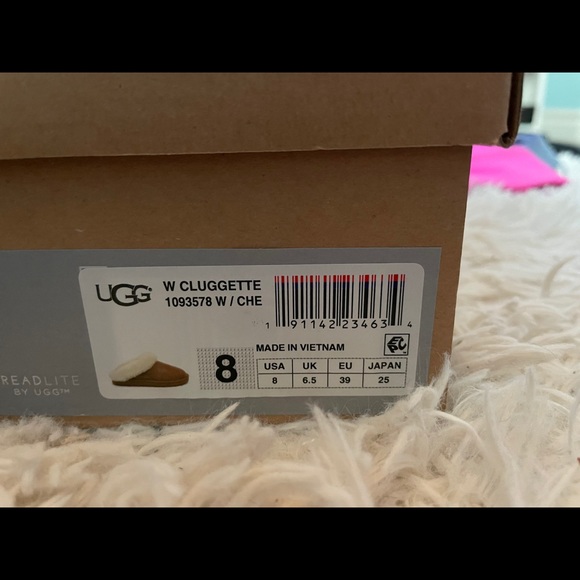 UGG
W CLUGGETTE
1093578 W / CHE
1 91142 23463 4
MADE IN VIETNAM
8
USA UK EU JAPAN
8 6.5 39 25
READLITE
BY UGG™